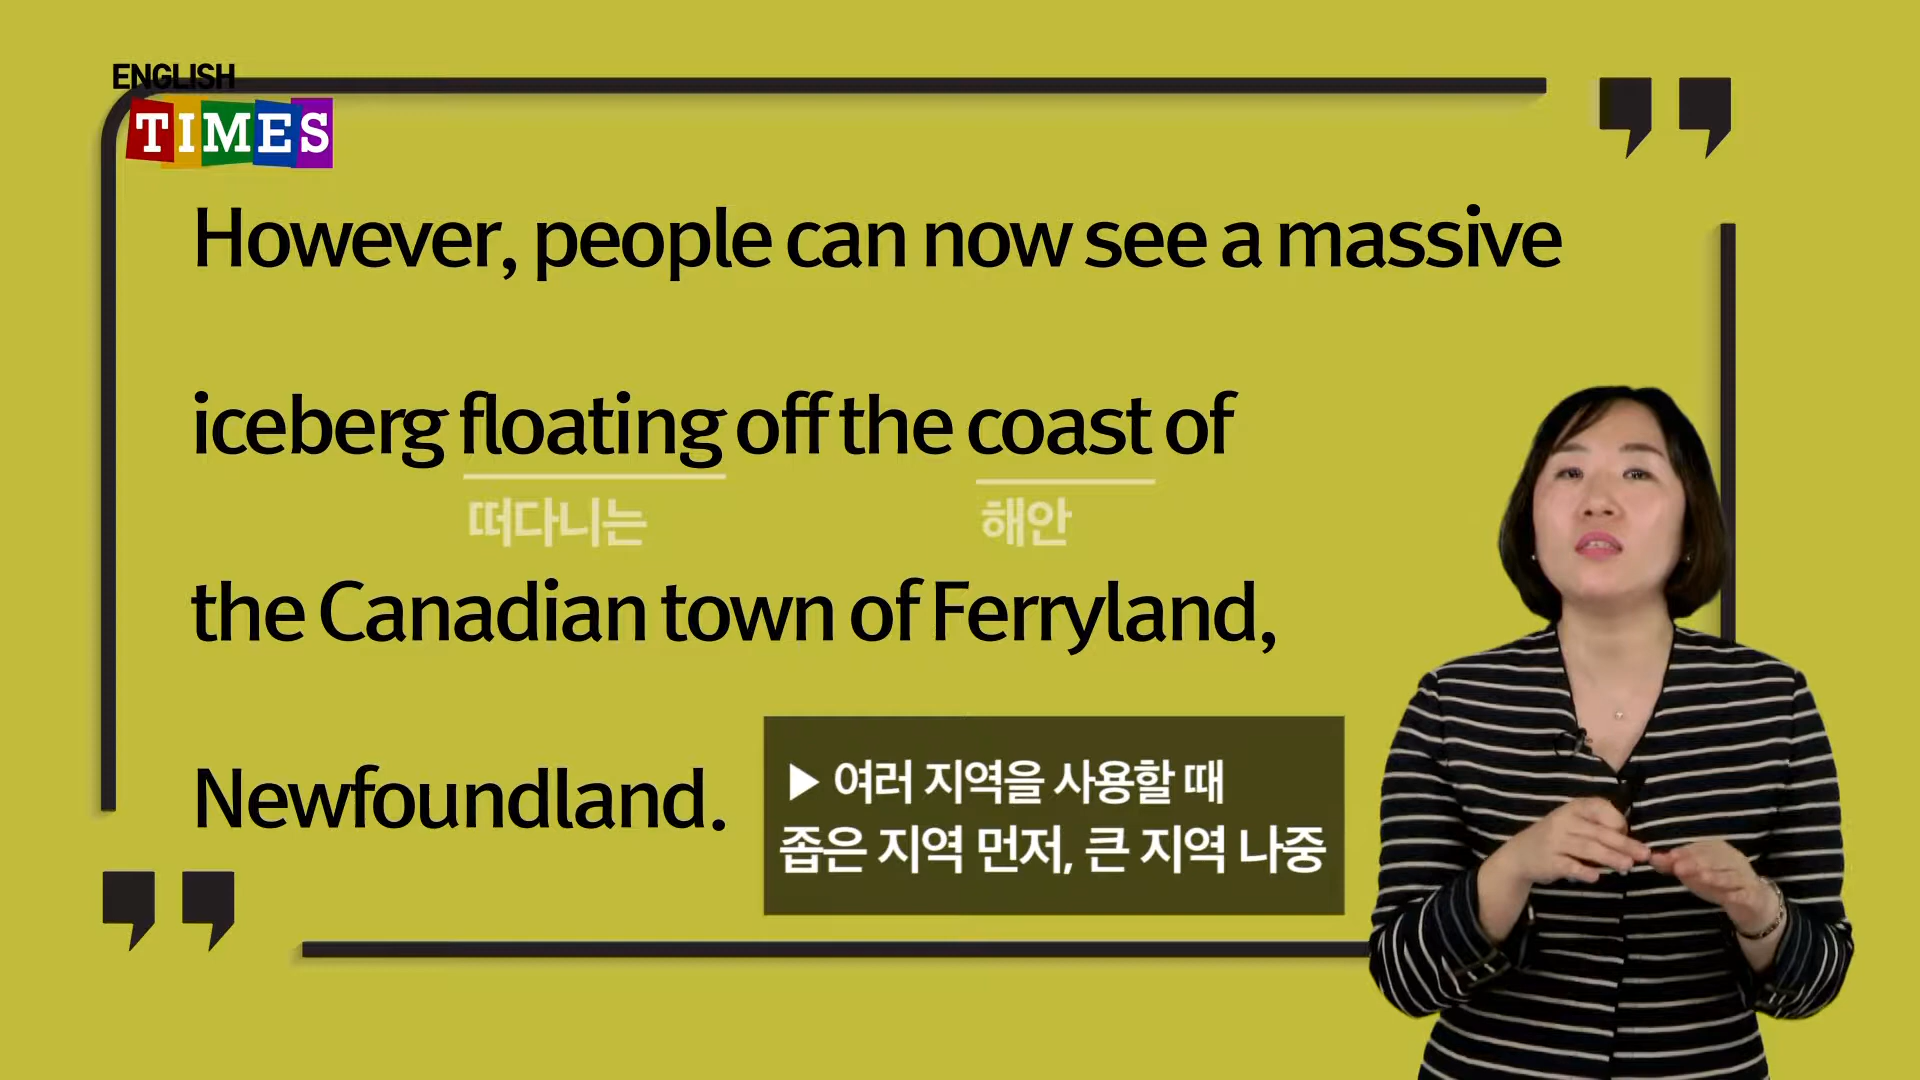 ENGLISH
TIMES
However, people can now see a massive
iceberg floating off the coast of
떠다니는 해안
the Canadian town of Ferryland,
Newfoundland.
▶ 여러 지역을 사용할 때
좁은 지역 먼저, 큰 지역 나중